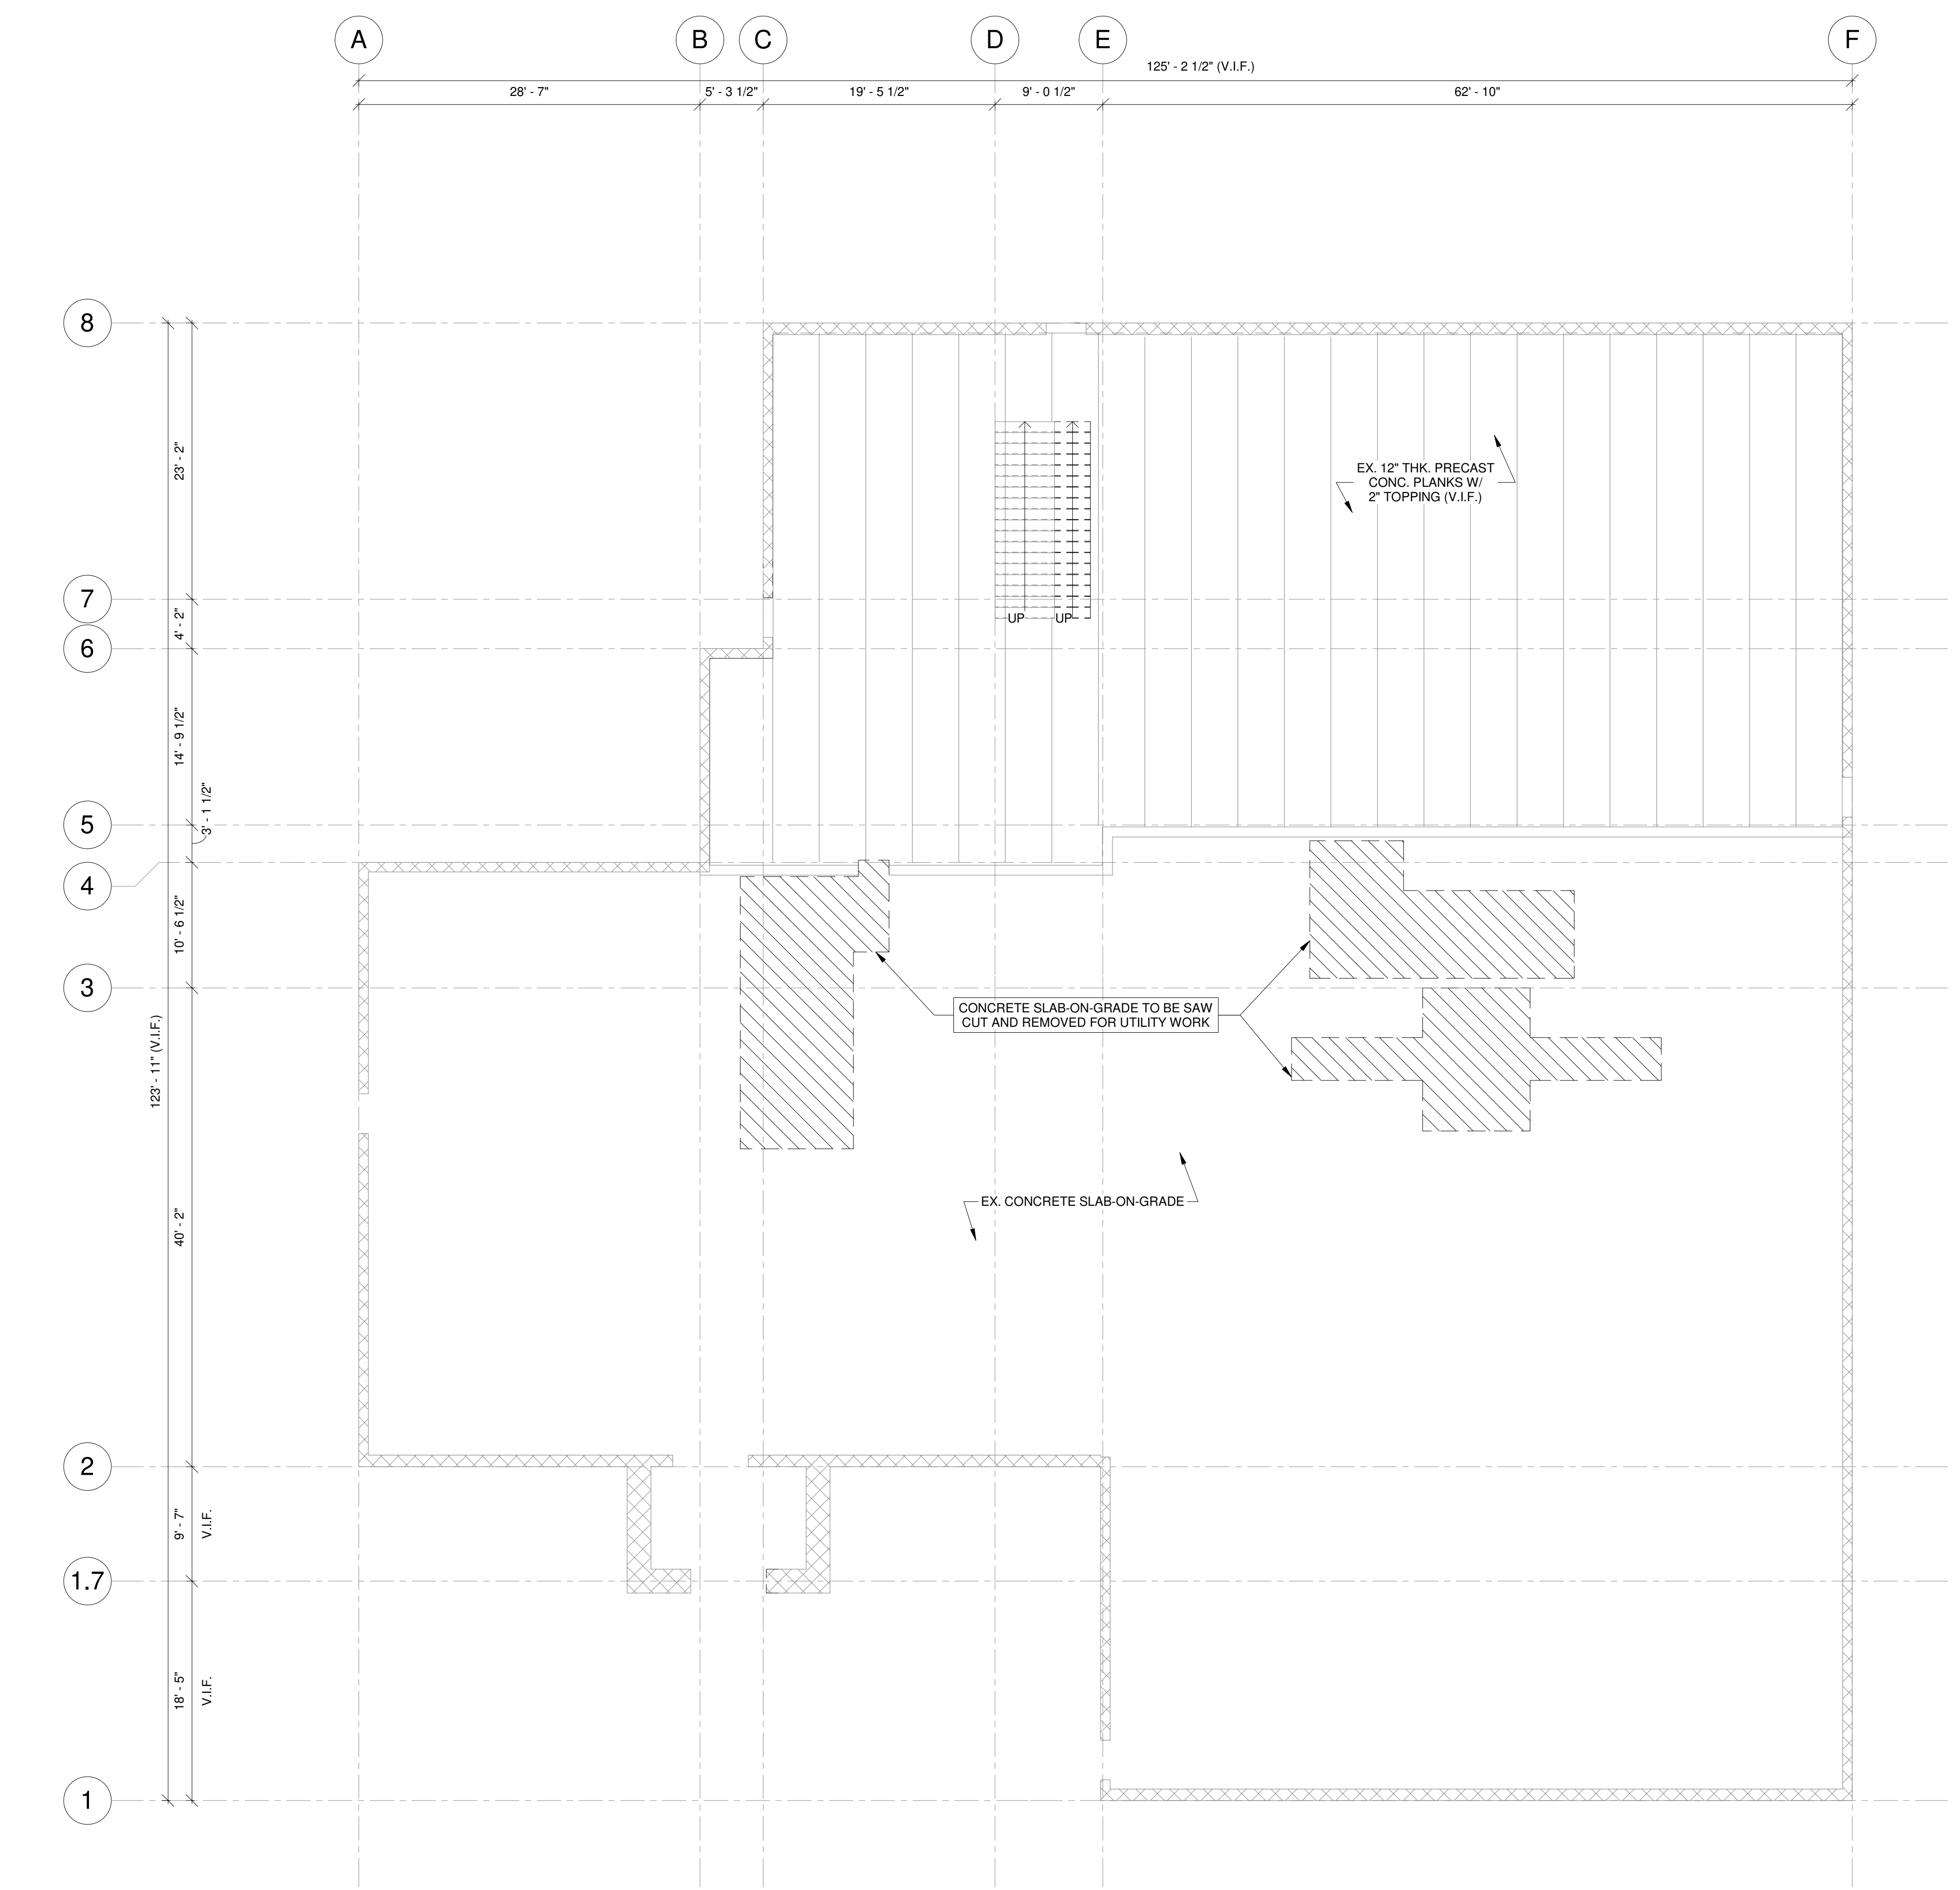 A
B
C
D
E
F
125' - 2 1/2" (V.I.F.)
28' - 7"
5' - 3 1/2"
19' - 5 1/2"
9' - 0 1/2"
62' - 10"
8
23' - 2"
EX. 12" THK. PRECAST
CONC. PLANKS W/
2" TOPPING (V.I.F.)
7
4' - 2"
UP
UP
6
14' - 9 1/2"
3' - 1 1/2"
5
4
10' - 6 1/2"
3
CONCRETE SLAB-ON-GRADE TO BE SAW
CUT AND REMOVED FOR UTILITY WORK
123' - 11" (V.I.F.)
EX. CONCRETE SLAB-ON-GRADE
40' - 2"
2
9' - 7"
V.I.F.
1.7
18' - 5"
V.I.F.
1